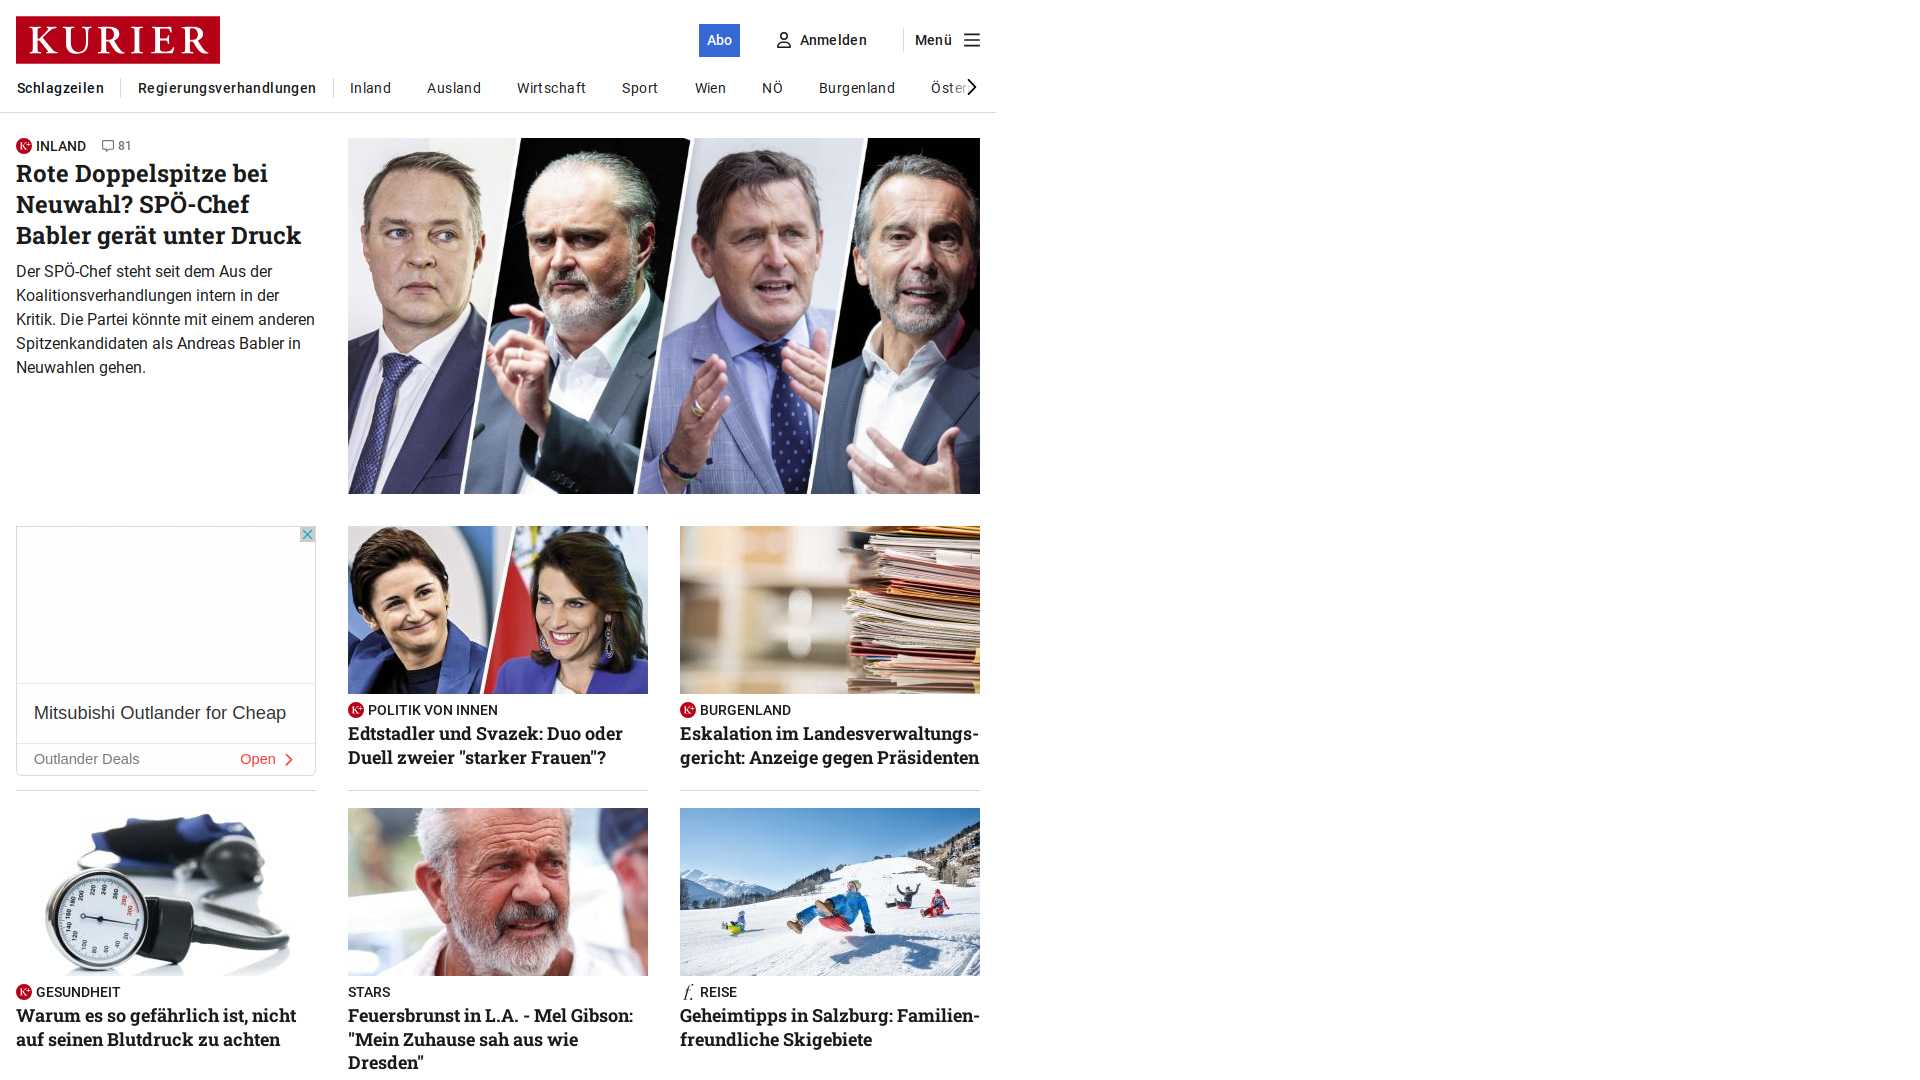 KURIER
Abo
Anmelden
Menü
Schlagzeilen
Regierungsverhandlungen
Inland
Ausland
Wirtschaft
Sport
Wien
NÖ
Burgenland
Öster
INLAND
81
Rote Doppelspitze bei
Neuwahl? SPÖ-Chef
Babler gerät unter Druck
Der SPÖ-Chef steht seit dem Aus der
Koalitionsverhandlungen intern in der
Kritik. Die Partei könnte mit einem anderen
Spitzenkandidaten als Andreas Babler in
Neuwahlen gehen.
Mitsubishi Outlander for Cheap
Outlander Deals
Open
POLITIK VON INNEN
Edtstadler und Svazek: Duo oder
Duell zweier "starker Frauen"?
BURGENLAND
Eskalation im Landesverwaltungs-
gericht: Anzeige gegen Präsidenten
GESUNDHEIT
Warum es so gefährlich ist, nicht
auf seinen Blutdruck zu achten
STARS
Feuersbrunst in L.A. - Mel Gibson:
"Mein Zuhause sah aus wie
Dresden"
REISE
Geheimtipps in Salzburg: Familien-
freundliche Skigebiete